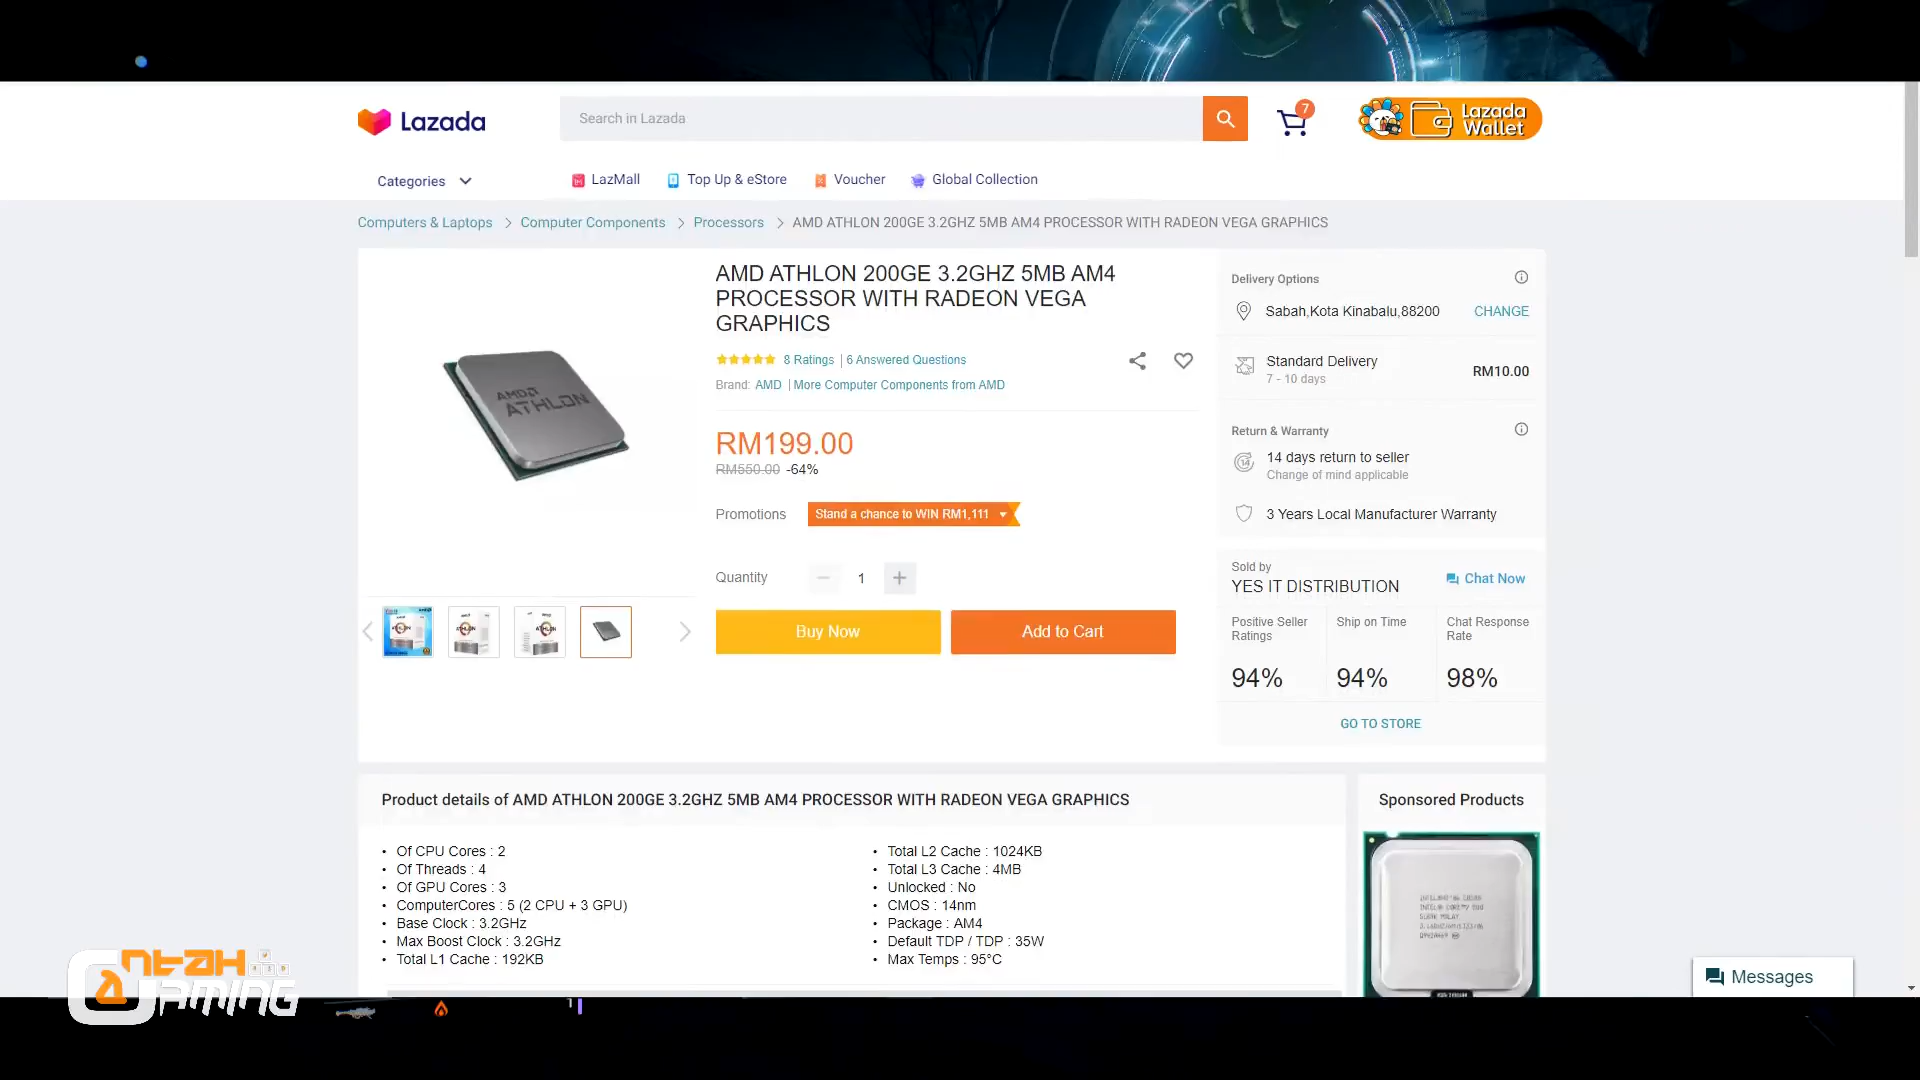 Lazada
Search in Lazada
7
Lazada
Wallet
Categories
LazMall
Top Up & eStore
Voucher
Global Collection
Computers & Laptops
Computer Components
Processors
AMD ATHLON 200GE 3.2GHZ 5MB AM4 PROCESSOR WITH RADEON VEGA GRAPHICS
AMD ATHLON 200GE 3.2GHZ 5MB AM4
PROCESSOR WITH RADEON VEGA
GRAPHICS
8 Ratings | 6 Answered Questions
Brand: AMD | More Computer Components from AMD
AMD
ATHLON
RM199.00
RM550.00 -64%
Promotions
Stand a chance to WIN RM1,111
Quantity
1
Buy Now
Add to Cart
Delivery Options
Sabah,Kota Kinabalu,88200
CHANGE
Standard Delivery
7 - 10 days
RM10.00
Return & Warranty
14 days return to seller
Change of mind applicable
3 Years Local Manufacturer Warranty
Sold by
YES IT DISTRIBUTION
Chat Now
Positive Seller
Ratings
94%
Ship on Time
94%
Chat Response
Rate
98%
GO TO STORE
Product details of AMD ATHLON 200GE 3.2GHZ 5MB AM4 PROCESSOR WITH RADEON VEGA GRAPHICS
• Of CPU Cores : 2
• Of Threads : 4
• Of GPU Cores : 3
• ComputerCores : 5 (2 CPU + 3 GPU)
• Base Clock : 3.2GHz
• Max Boost Clock : 3.2GHz
• Total L1 Cache : 192KB
• Total L2 Cache : 1024KB
• Total L3 Cache : 4MB
• Unlocked : No
• CMOS : 14nm
• Package : AM4
• Default TDP / TDP : 35W
• Max Temps : 95°C
Sponsored Products
Messages
ntah
Gaming